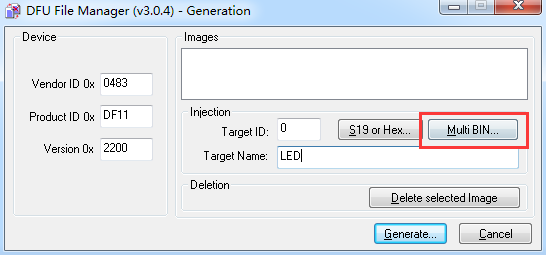 DFU File Manager (v3.0.4) - Generation
Device
Vendor ID 0x 0483
Product ID 0x DF11
Version 0x 2200
Images
Injection
Target ID: 0 S19 or Hex... Multi BIN...
Target Name: LED
Deletion
Delete selected Image
Generate... Cancel